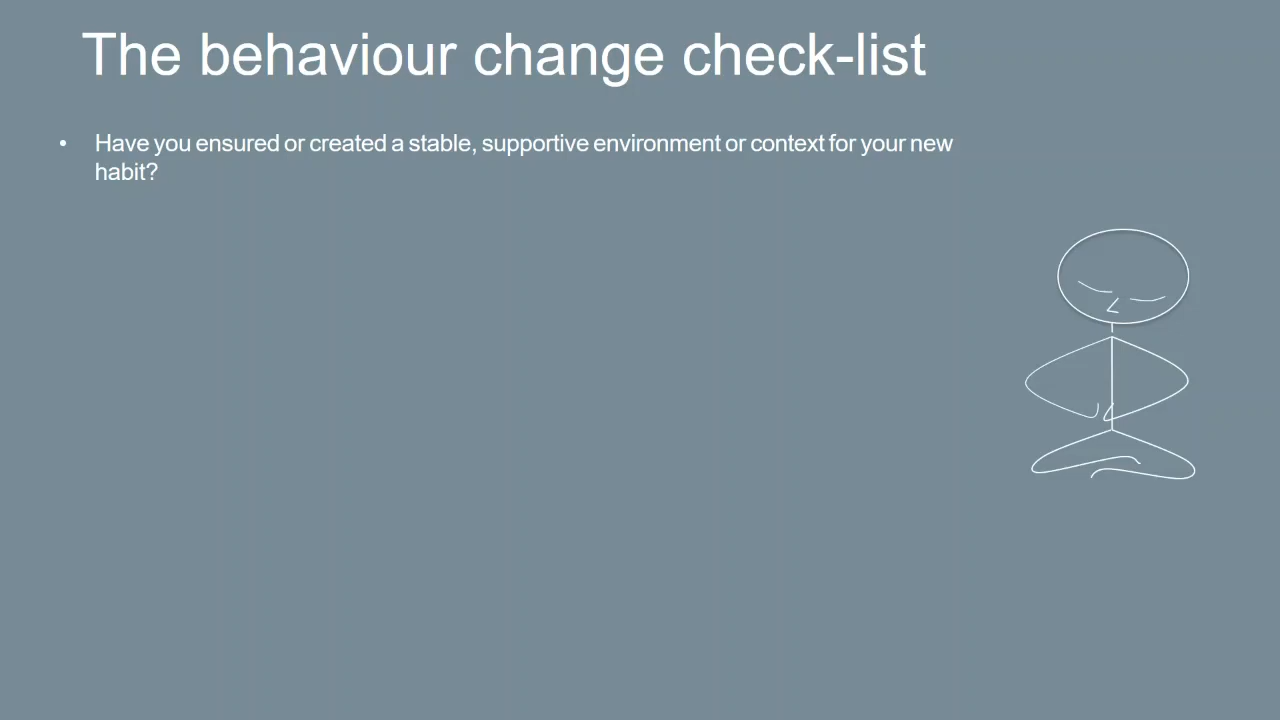 The behaviour change check-list
• Have you ensured or created a stable, supportive environment or context for your new
habit?